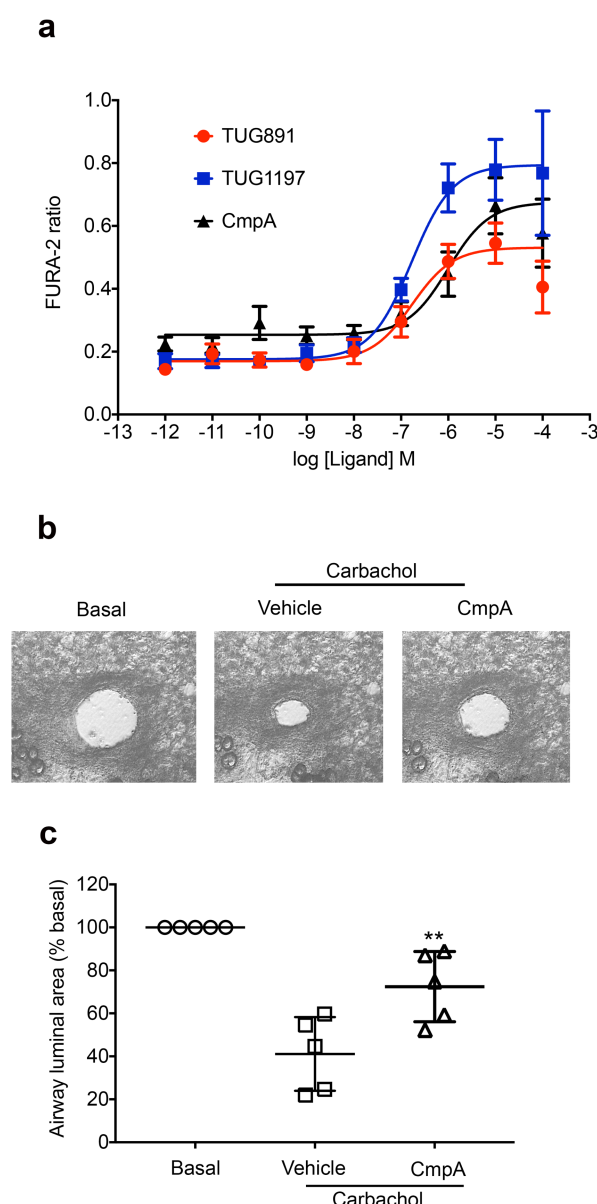 a
1.0
0.8
0.6
0.4
0.2
0.0
FURA-2 ratio
TUG891
TUG1197
CmpA
-13 -12 -11 -10 -9 -8 -7 -6 -5 -4 -3
log [Ligand] M
b
Carbachol
Basal Vehicle CmpA
c
120
100
80
60
40
20
0
Airway luminal area (% basal)
**
Basal Vehicle CmpA
Carbachol